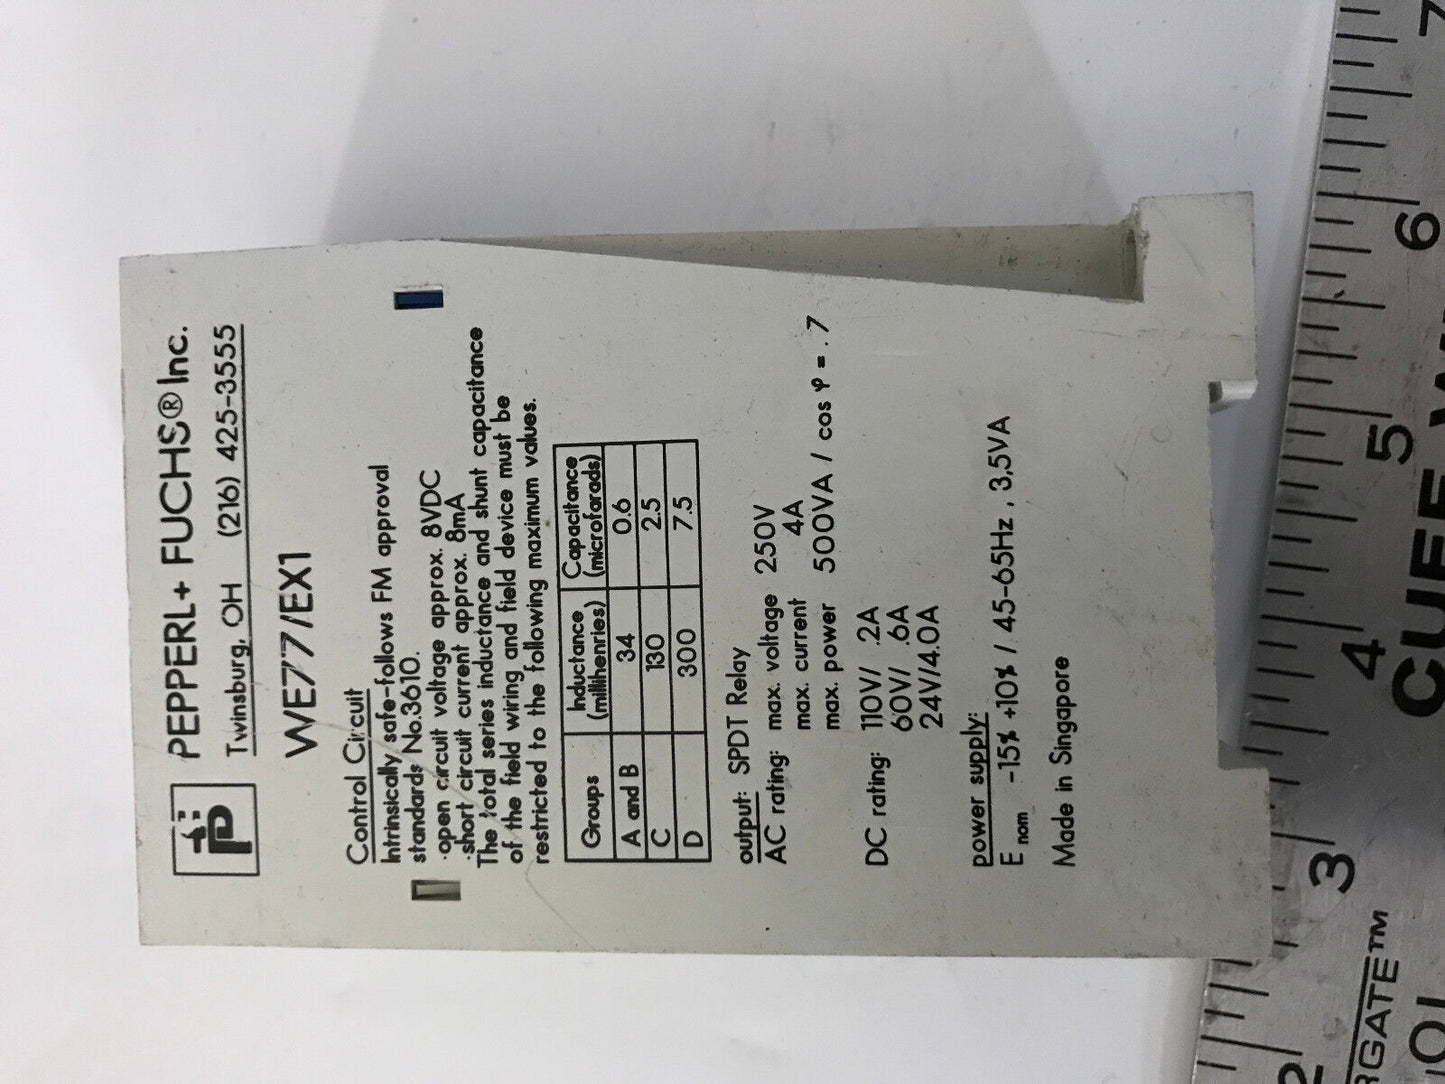 PEPPERL+ FUCHS® Inc.
Twinsburg, OH (216) 425-3555
WE77/EX1
Control Circuit
Intrinsically safe-follows FM approval
standards No.3610.
·open circuit voltage approx. 8VDC
·short circuit current approx. 8mA
The total series inductance and shunt capacitance
of the field wiring and field device must be
restricted to the following maximum values.
Groups Inductance (millihenries) Capacitance (microfarads)
A and B 34 0.6
C 130 2.5
D 300 7.5
output: SPDT Relay
AC rating: max. voltage 250V
max. current 4A
max. power 500VA / cos φ = .7
DC rating: 110V/ .2A
60V/ .6A
24V/4.0A
power supply:
E nom -15% +10% / 45-65Hz , 3,5VA
Made in Singapore
2 3 4 5 6 7
RGATE™